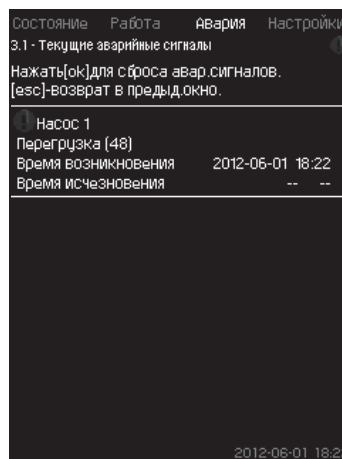 Состояние Работа Авария Настройки
3.1 - Текущие аварийные сигналы
Нажать[ok]для сброса авар.сигналов.
[esc]-возврат в предыд.окно.
Насос 1
Перегрузка (48)
Время возникновения 2012-06-01 18:22
Время исчезновения -- --
2012-06-01 18:2